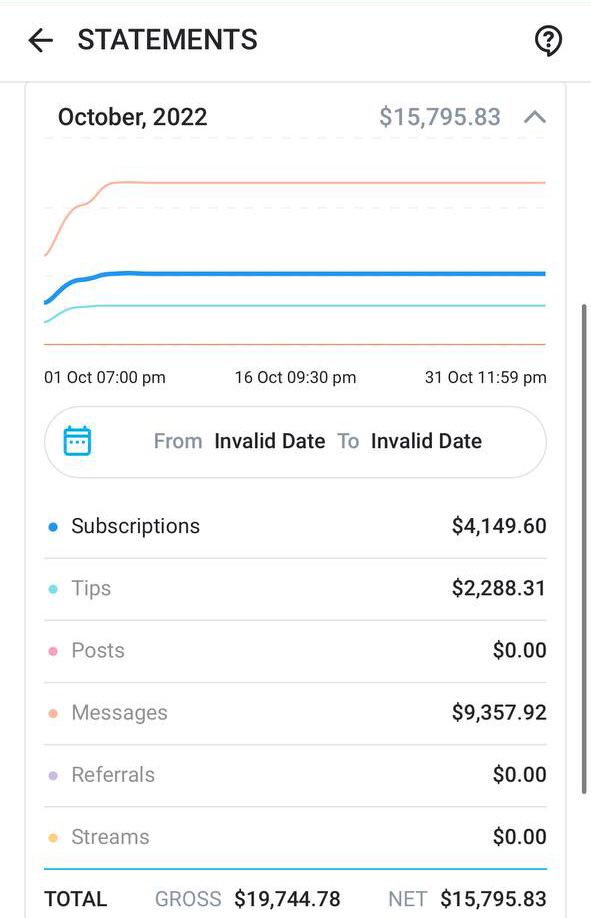 STATEMENTS
October, 2022 $15,795.83
01 Oct 07:00 pm 16 Oct 09:30 pm 31 Oct 11:59 pm
From Invalid Date To Invalid Date
Subscriptions $4,149.60
Tips $2,288.31
Posts $0.00
Messages $9,357.92
Referrals $0.00
Streams $0.00
TOTAL GROSS $19,744.78 NET $15,795.83